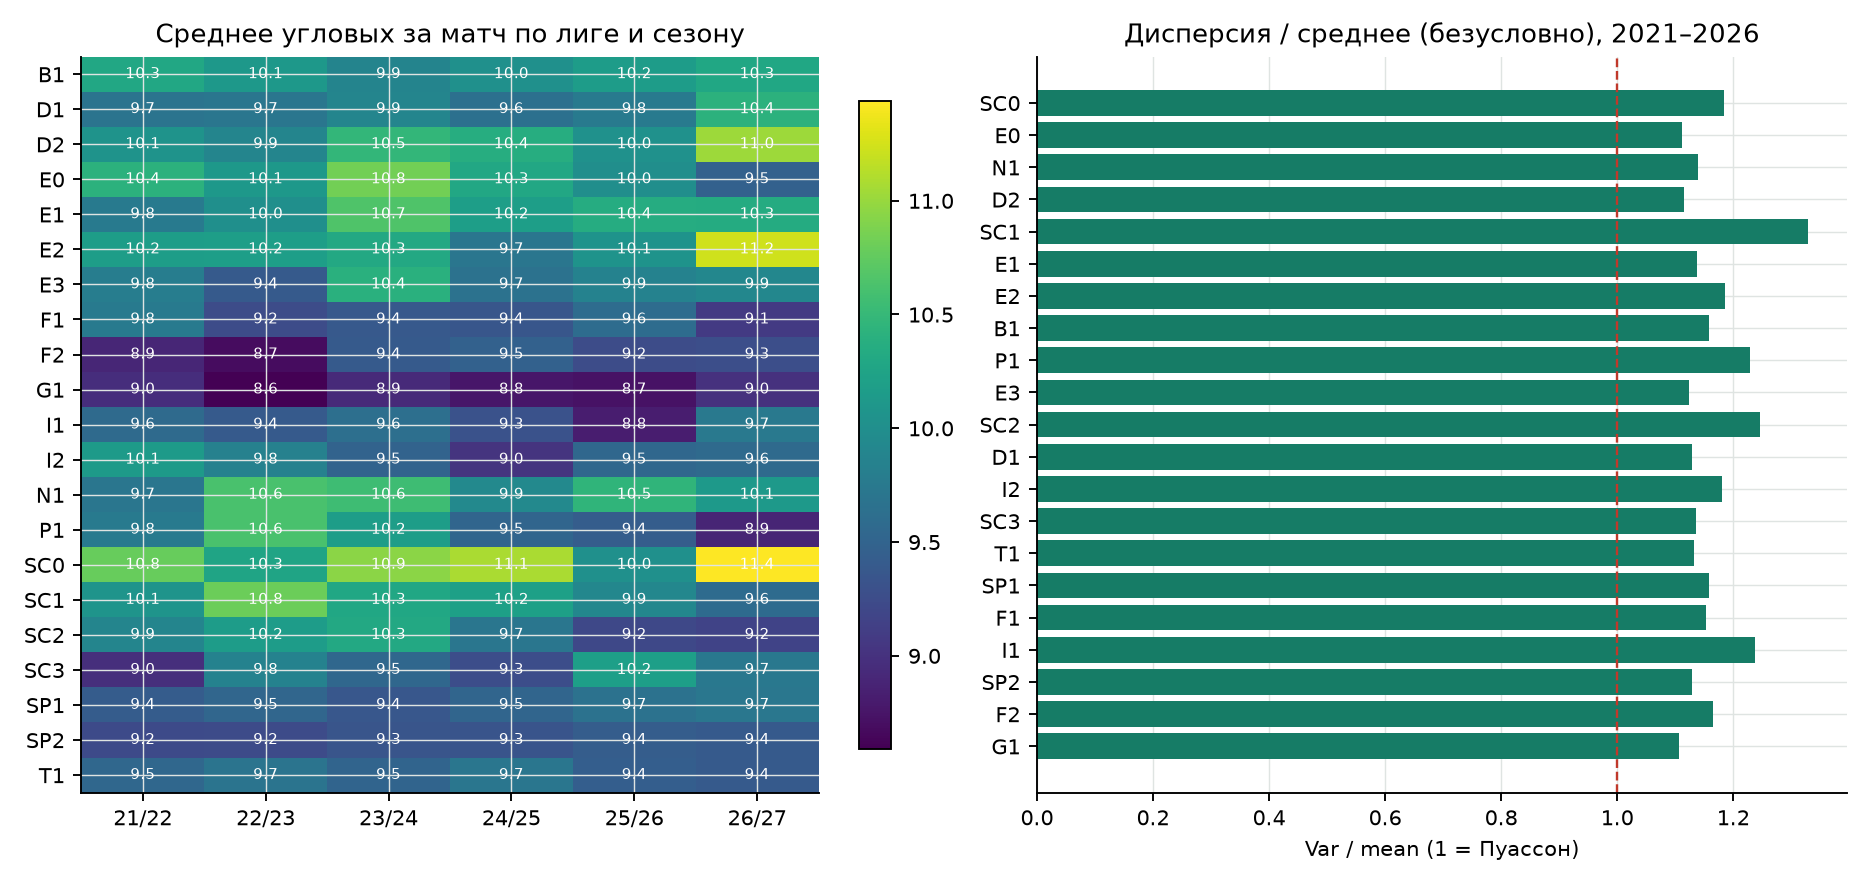 Среднее угловых за матч по лиге и сезону
B1 10.3 10.1 9.9 10.0 10.2 10.3
D1 9.7 9.7 9.9 9.6 9.8 10.4
D2 10.1 9.9 10.5 10.4 10.0 11.0
E0 10.4 10.1 10.8 10.3 10.0 9.5
E1 9.8 10.0 10.7 10.2 10.4 10.3
E2 10.2 10.2 10.3 9.7 10.1 11.2
E3 9.8 9.4 10.4 9.7 9.9 9.9
F1 9.8 9.2 9.4 9.4 9.6 9.1
F2 8.9 8.7 9.4 9.5 9.2 9.3
G1 9.0 8.6 8.9 8.8 8.7 9.0
I1 9.6 9.4 9.6 9.3 8.8 9.7
I2 10.1 9.8 9.5 9.0 9.5 9.6
N1 9.7 10.6 10.6 9.9 10.5 10.1
P1 9.8 10.6 10.2 9.5 9.4 8.9
SC0 10.8 10.3 10.9 11.1 10.0 11.4
SC1 10.1 10.8 10.3 10.2 9.9 9.6
SC2 9.9 10.2 10.3 9.7 9.2 9.2
SC3 9.0 9.8 9.5 9.3 10.2 9.7
SP1 9.4 9.5 9.4 9.5 9.7 9.7
SP2 9.2 9.2 9.3 9.3 9.4 9.4
T1 9.5 9.7 9.5 9.7 9.4 9.4
21/22 22/23 23/24 24/25 25/26 26/27
11.0
10.5
10.0
9.5
9.0
Дисперсия / среднее (безусловно), 2021–2026
SC0
E0
N1
D2
SC1
E1
E2
B1
P1
E3
SC2
D1
I2
SC3
T1
SP1
F1
I1
SP2
F2
G1
0.0 0.2 0.4 0.6 0.8 1.0 1.2
Var / mean (1 = Пуассон)